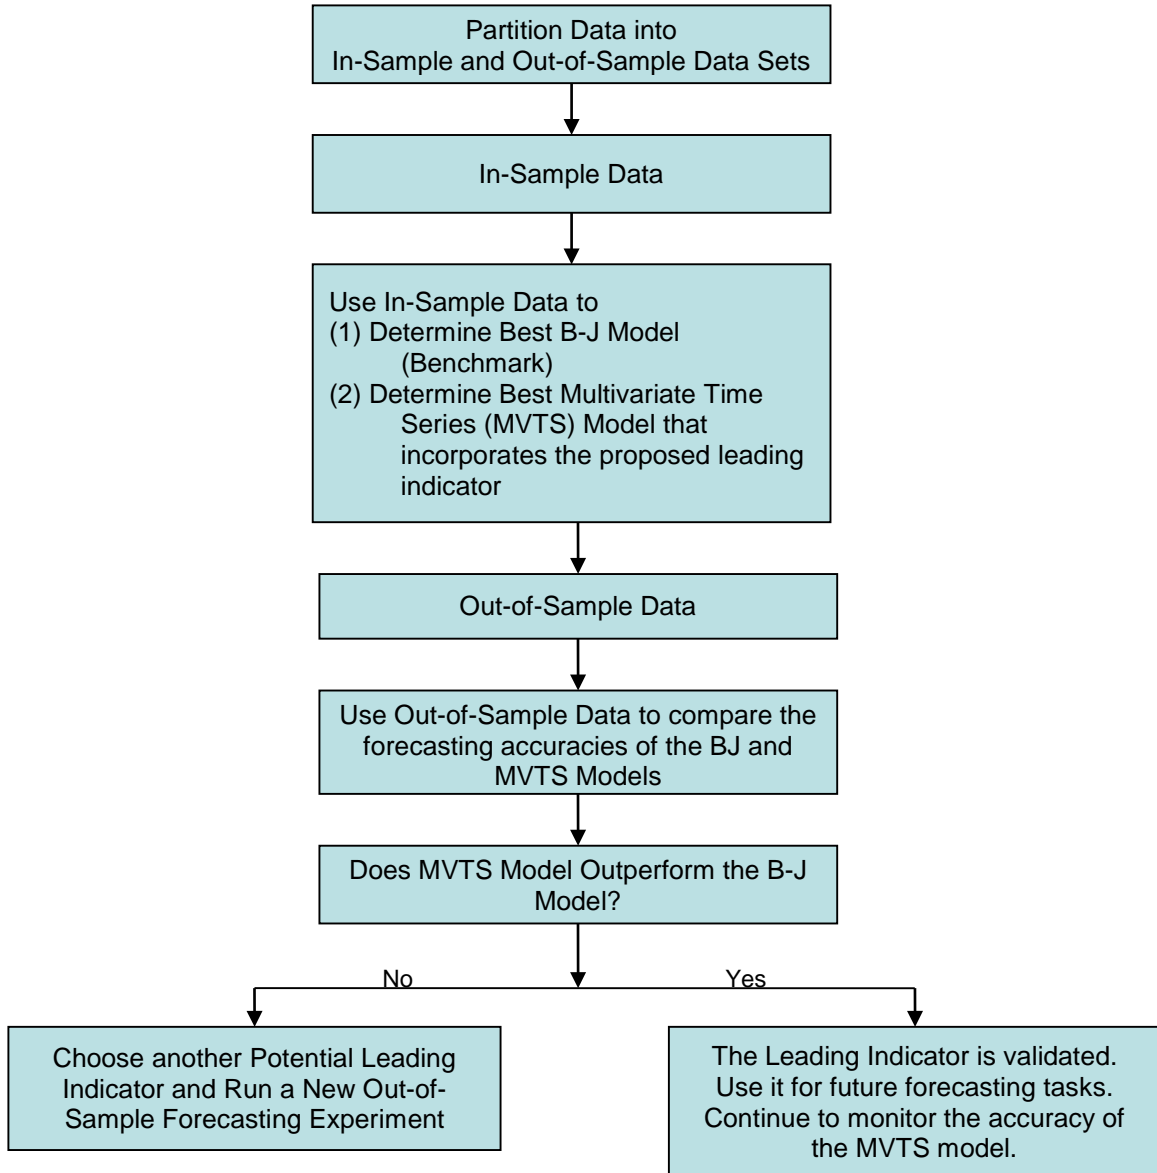 Partition Data into
In-Sample and Out-of-Sample Data Sets
In-Sample Data
Use In-Sample Data to
(1) Determine Best B-J Model
(Benchmark)
(2) Determine Best Multivariate Time
Series (MVTS) Model that
incorporates the proposed leading
indicator
Out-of-Sample Data
Use Out-of-Sample Data to compare the
forecasting accuracies of the BJ and
MVTS Models
Does MVTS Model Outperform the B-J
Model?
No
Yes
Choose another Potential Leading
Indicator and Run a New Out-of-
Sample Forecasting Experiment
The Leading Indicator is validated.
Use it for future forecasting tasks.
Continue to monitor the accuracy of
the MVTS model.